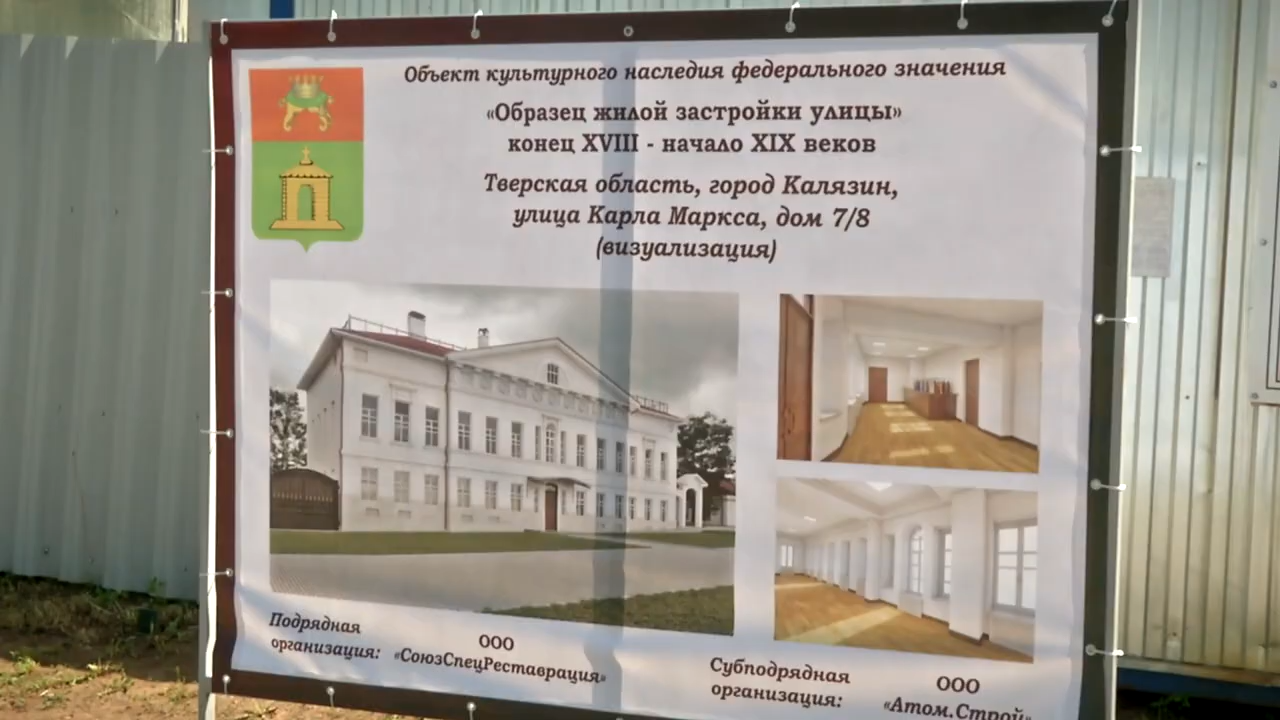 Объект культурного наследия федерального значения
«Образец жилой застройки улицы»
конец XVIII - начало XIX веков
Тверская область, город Калязин,
улица Карла Маркса, дом 7/8
(визуализация)
Подрядная
организация:
ООО
«СоюзСпецРеставрация»
Субподрядная
организация:
ООО
«Атом.Строй»